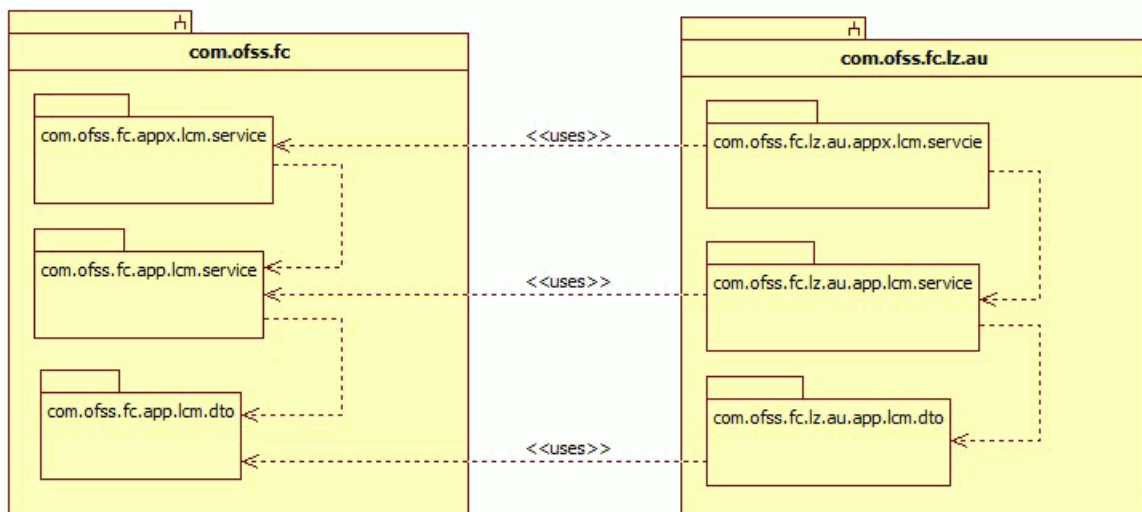 com.ofss.fc
com.ofss.fc.lz.au
com.ofss.fc.appx.lcm.service
<<uses>>
com.ofss.fc.lz.au.appx.lcm.servcie
com.ofss.fc.app.lcm.service
<<uses>>
com.ofss.fc.lz.au.app.lcm.service
com.ofss.fc.app.lcm.dto
com.ofss.fc.lz.au.app.lcm.dto
<<uses>>